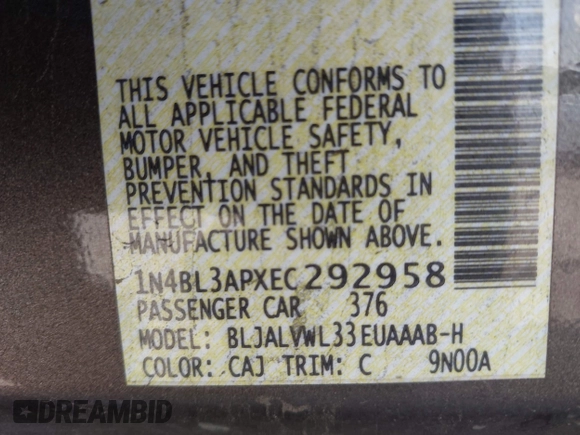 THIS VEHICLE CONFORMS TO
ALL APPLICABLE FEDERAL
MOTOR VEHICLE SAFETY,
BUMPER, AND THEFT
PREVENTION STANDARDS IN
EFFECT ON THE DATE OF
MANUFACTURE SHOWN ABOVE.
1N4BL3APXEC292958
PASSENGER CAR 376
MODEL: BLJALVWL33EUAAAB-H
COLOR: CAJ TRIM: C 9N00A
DREAMBID